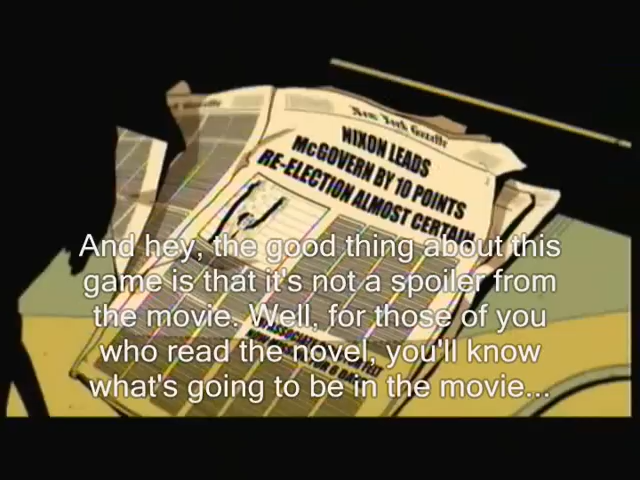 New York Gazette
NIXON LEADS
McGOVERN BY 10 POINTS
RE-ELECTION ALMOST CERTAIN
And hey, the good thing about this
game is that it's not a spoiler from
the movie. Well, for those of you
who read the novel, you'll know
what's going to be in the movie...